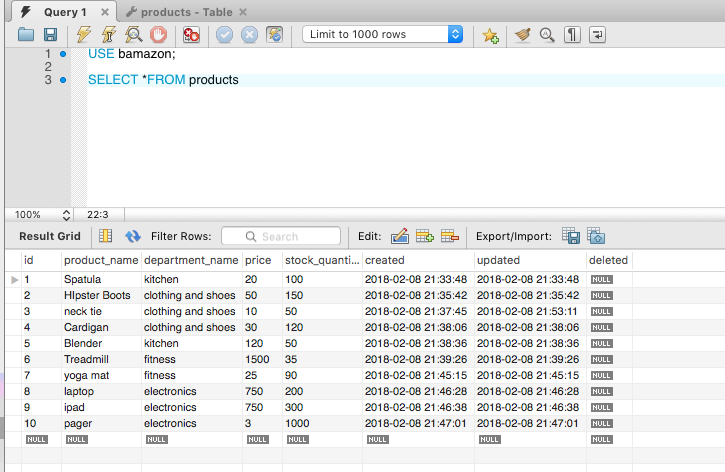 Query 1 products - Table
Limit to 1000 rows
1 USE bamazon;
2
3 SELECT *FROM products
100% 22:3
Result Grid Filter Rows: Search Edit: Export/Import:
id product_name department_name price stock_quanti... created updated deleted
1 Spatula kitchen 20 100 2018-02-08 21:33:48 2018-02-08 21:33:48 NULL
2 HIpster Boots clothing and shoes 50 150 2018-02-08 21:35:42 2018-02-08 21:35:42 NULL
3 neck tie clothing and shoes 10 50 2018-02-08 21:37:45 2018-02-08 21:53:11 NULL
4 Cardigan clothing and shoes 30 120 2018-02-08 21:38:06 2018-02-08 21:38:06 NULL
5 Blender kitchen 120 50 2018-02-08 21:38:36 2018-02-08 21:38:36 NULL
6 Treadmill fitness 1500 35 2018-02-08 21:39:26 2018-02-08 21:39:26 NULL
7 yoga mat fitness 25 90 2018-02-08 21:45:15 2018-02-08 21:45:15 NULL
8 laptop electronics 750 200 2018-02-08 21:46:28 2018-02-08 21:46:28 NULL
9 ipad electronics 750 300 2018-02-08 21:46:38 2018-02-08 21:46:38 NULL
10 pager electronics 3 1000 2018-02-08 21:47:01 2018-02-08 21:47:01 NULL
NULL NULL NULL NULL NULL NULL NULL NULL